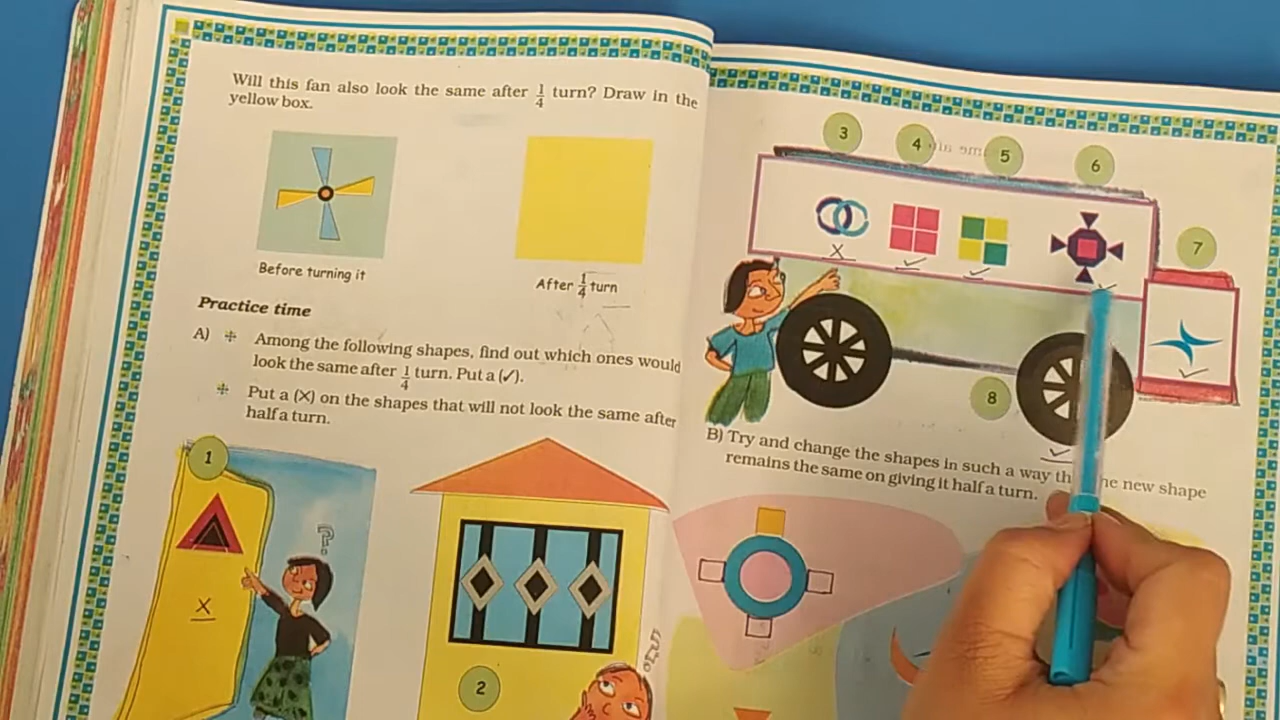 Will this fan also look the same after 1/4 turn? Draw in the
yellow box.
Before turning it
After 1/4 turn
Practice time
A) Among the following shapes, find out which ones would
look the same after 1/4 turn. Put a (✓).
Put a (X) on the shapes that will not look the same after
half a turn.
1
X
?
2
3
4
5
6
X
✓
✓
✓
7
✓
8
✓
B) Try and change the shapes in such a way
new shape
remains the same on giving it half a turn.